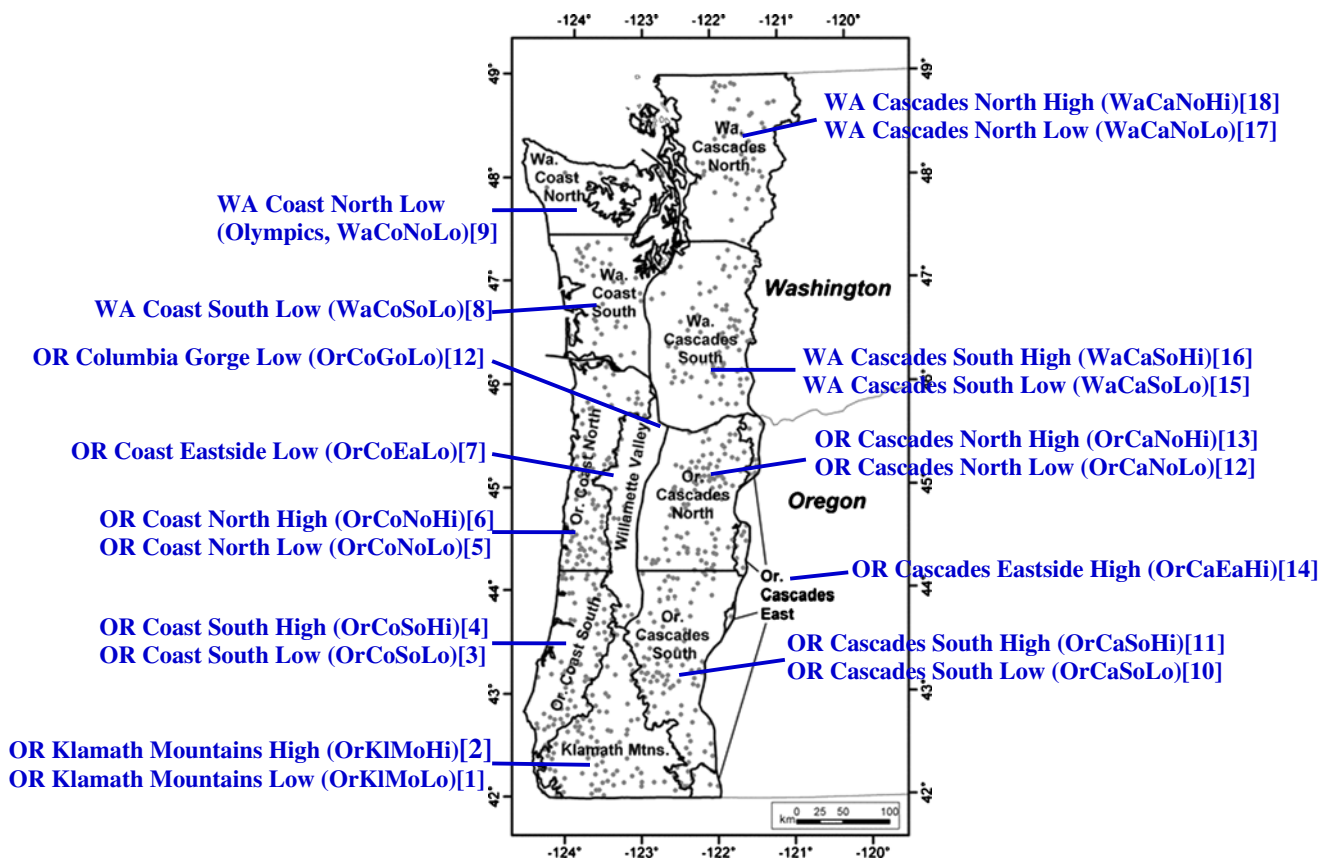 -124° -123° -122° -121° -120°
49°
49°
WA Cascades North High (WaCaNoHi)[18]
WA Cascades North Low (WaCaNoLo)[17]
Wa.
Cascades
North
48°
48°
Wa.
Coast
North
WA Coast North Low
(Olympics, WaCoNoLo)[9]
47°
47°
Wa.
Coast
South
Washington
WA Coast South Low (WaCoSoLo)[8]
Wa.
Cascades
South
OR Columbia Gorge Low (OrCoGoLo)[12]
WA Cascades South High (WaCaSoHi)[16]
WA Cascades South Low (WaCaSoLo)[15]
46°
46°
OR Coast Eastside Low (OrCoEaLo)[7]
Or. Coast North
Willamette Valley
OR Cascades North High (OrCaNoHi)[13]
OR Cascades North Low (OrCaNoLo)[12]
Or.
Cascades
North
45°
45°
Oregon
OR Coast North High (OrCoNoHi)[6]
OR Coast North Low (OrCoNoLo)[5]
Or.
Cascades
East
OR Cascades Eastside High (OrCaEaHi)[14]
44°
44°
OR Coast South High (OrCoSoHi)[4]
OR Coast South Low (OrCoSoLo)[3]
Or. Coast South
Or.
Cascades
South
OR Cascades South High (OrCaSoHi)[11]
OR Cascades South Low (OrCaSoLo)[10]
43°
43°
OR Klamath Mountains High (OrKlMoHi)[2]
OR Klamath Mountains Low (OrKlMoLo)[1]
Klamath Mtns.
42°
42°
0 25 50 100
km
-124° -123° -122° -121° -120°